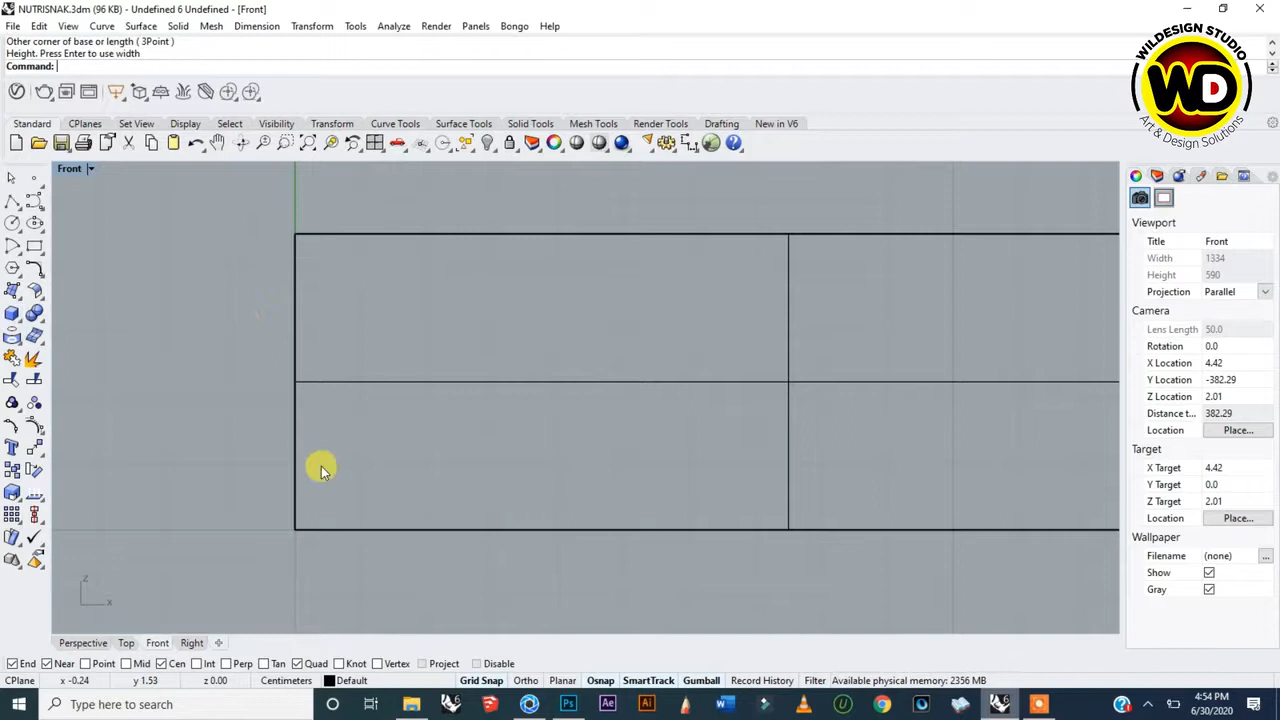 NUTRISNAK.3dm (96 KB) - Undefined 6 Undefined - [Front]
File Edit View Curve Surface Solid Mesh Dimension Transform Tools Analyze Render Panels Bongo Help
Other corner of base or length ( 3Point )
Height. Press Enter to use width
Command:
WILDESIGN STUDIO
WD
Art & Design Solutions
Standard CPlanes Set View Display Select Visibility Transform Curve Tools Surface Tools Solid Tools Mesh Tools Render Tools Drafting New in V6
Front
Viewport
Title Front
Width 1334
Height 590
Projection Parallel
Camera
Lens Length 50.0
Rotation 0.0
X Location 4.42
Y Location -382.29
Z Location 2.01
Distance t... 382.29
Location Place...
Target
X Target 4.42
Y Target 0.0
Z Target 2.01
Location Place...
Wallpaper
Filename (none) ...
Show
Gray
z
x
Perspective Top Front Right
End Near Point Mid Cen Int Perp Tan Quad Knot Vertex Project Disable
CPlane x -0.24 y 1.53 z 0.00 Centimeters Default Grid Snap Ortho Planar Osnap SmartTrack Gumball Record History Filter Available physical memory: 2356 MB
Type here to search
Ps Ae Ai
4:54 PM
6/30/2020